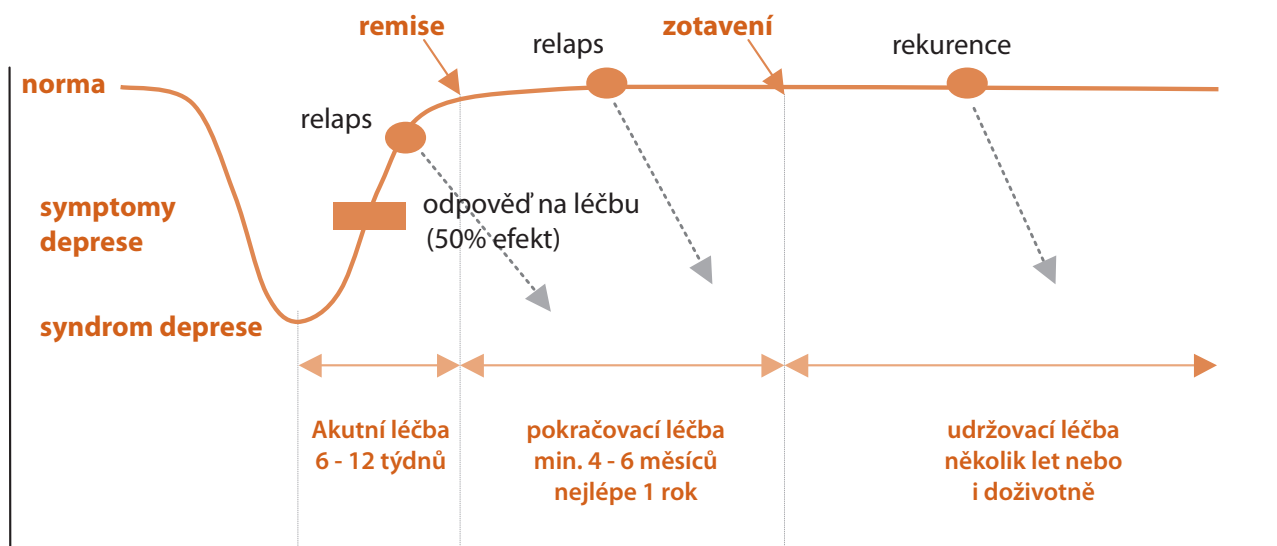 remise
relaps
zotavení
rekurence
norma
relaps
symptomy
deprese
odpověď na léčbu
(50% efekt)
syndrom deprese
Akutní léčba
6 - 12 týdnů
pokračovací léčba
min. 4 - 6 měsíců
nejlépe 1 rok
udržovací léčba
několik let nebo
i doživotně